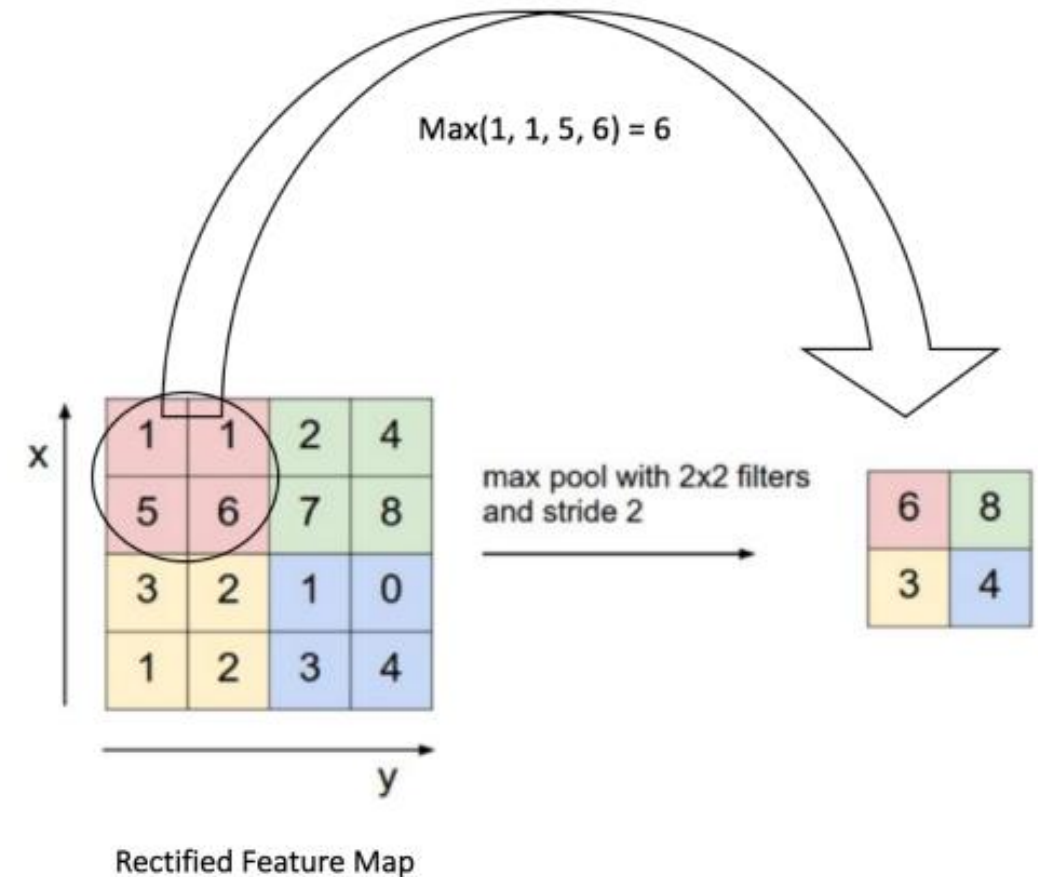 Max(1, 1, 5, 6) = 6
x
1 1 2 4
5 6 7 8
3 2 1 0
1 2 3 4
y
max pool with 2x2 filters
and stride 2
6 8
3 4
Rectified Feature Map